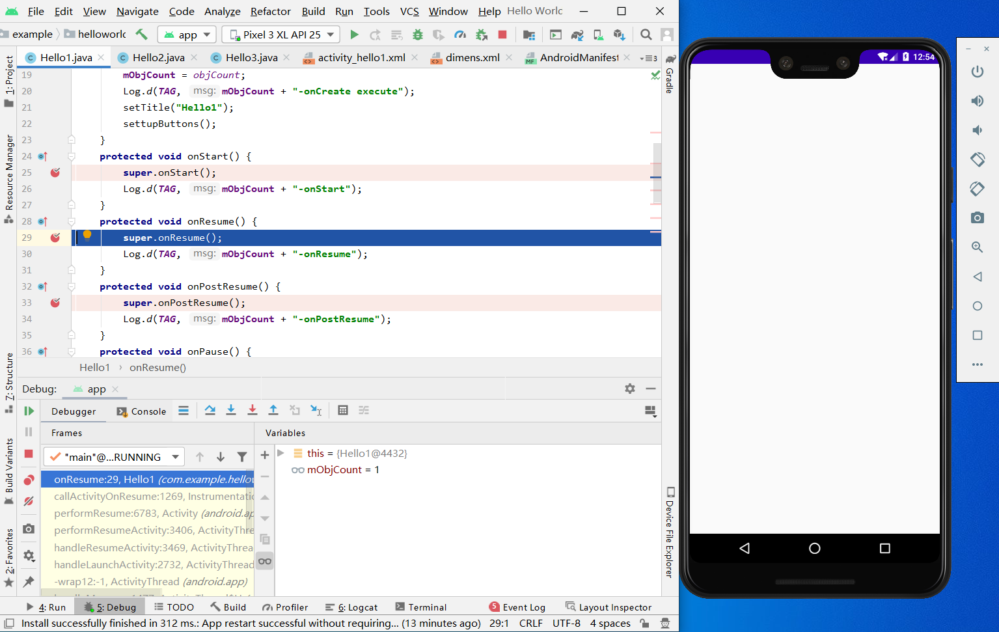 File Edit View Navigate Code Analyze Refactor Build Run Tools VCS Window Help Hello Worlc
example helloworlc app Pixel 3 XL API 25
Hello1.java Hello2.java Hello3.java activity_hello1.xml dimens.xml AndroidManifest 3
19 mObjCount = objCount;
20 Log.d(TAG, msg: mObjCount + "-onCreate execute");
21 setTitle("Hello1");
22 settupButtons();
23 }
24 protected void onStart() {
25 super.onStart();
26 Log.d(TAG, msg: mObjCount + "-onStart");
27 }
28 protected void onResume() {
29 super.onResume();
30 Log.d(TAG, msg: mObjCount + "-onResume");
31 }
32 protected void onPostResume() {
33 super.onPostResume();
34 Log.d(TAG, msg: mObjCount + "-onPostResume");
35 }
36 protected void onPause() {
Hello1 › onResume()
Debug: app
Debugger Console
Frames
Variables
"main"@...RUNNING
onResume:29, Hello1 (com.example.hellov
callActivityOnResume:1269, Instrumentatic
performResume:6783, Activity (android.ap
performResumeActivity:3406, ActivityThre
handleResumeActivity:3469, ActivityThrea
handleLaunchActivity:2732, ActivityThread
-wrap12:-1, ActivityThread (android.app)
this = {Hello1@4432}
mObjCount = 1
1: Project
Resource Manager
Z: Structure
Build Variants
2: Favorites
Gradle
Device File Explorer
4: Run 5: Debug TODO Build Profiler 6: Logcat Terminal 5 Event Log Layout Inspector
Install successfully finished in 312 ms.: App restart successful without requiring... (13 minutes ago) 29:1 CRLF UTF-8 4 spaces
12:54